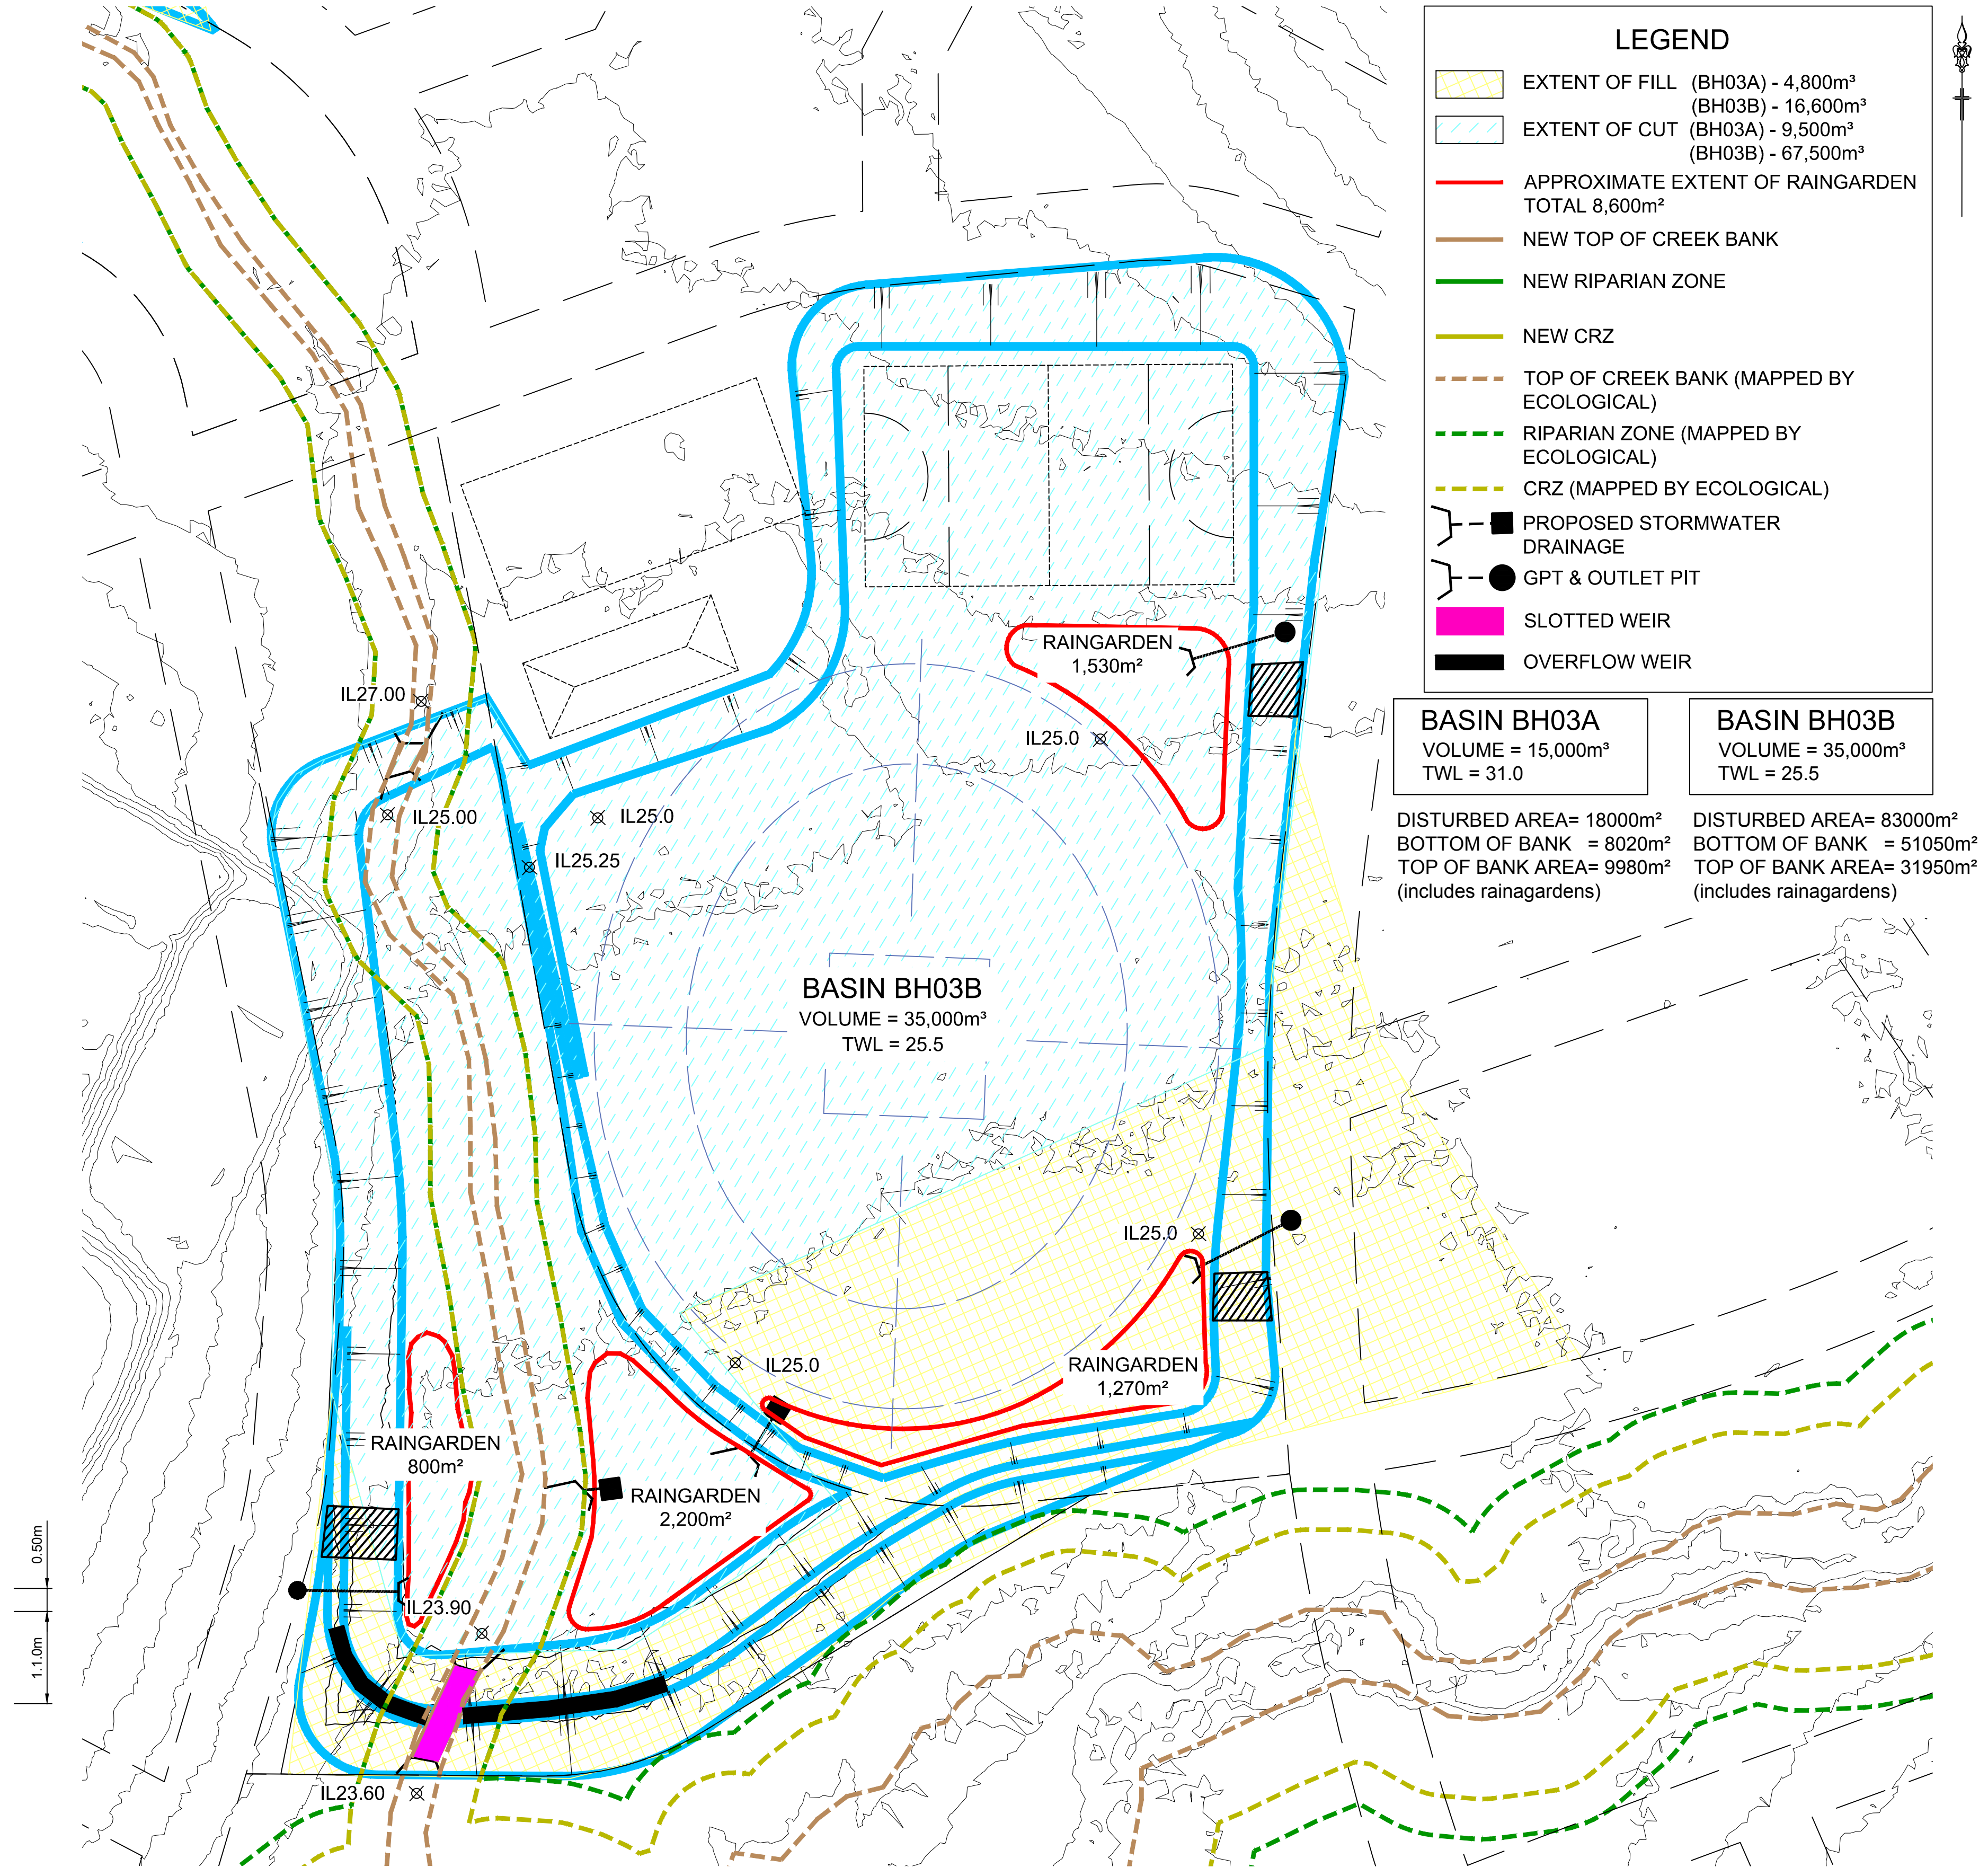 LEGEND
EXTENT OF FILL (BH03A) - 4,800m³
(BH03B) - 16,600m³
EXTENT OF CUT (BH03A) - 9,500m³
(BH03B) - 67,500m³
APPROXIMATE EXTENT OF RAINGARDEN
TOTAL 8,600m²
NEW TOP OF CREEK BANK
NEW RIPARIAN ZONE
NEW CRZ
TOP OF CREEK BANK (MAPPED BY
ECOLOGICAL)
RIPARIAN ZONE (MAPPED BY
ECOLOGICAL)
CRZ (MAPPED BY ECOLOGICAL)
PROPOSED STORMWATER
DRAINAGE
GPT & OUTLET PIT
SLOTTED WEIR
OVERFLOW WEIR
BASIN BH03A
VOLUME = 15,000m³
TWL = 31.0
BASIN BH03B
VOLUME = 35,000m³
TWL = 25.5
DISTURBED AREA= 18000m²
BOTTOM OF BANK = 8020m²
TOP OF BANK AREA= 9980m²
(includes rainagardens)
DISTURBED AREA= 83000m²
BOTTOM OF BANK = 51050m²
TOP OF BANK AREA= 31950m²
(includes rainagardens)
RAINGARDEN
1,530m²
IL27.00
IL25.0
IL25.00
IL25.0
IL25.25
BASIN BH03B
VOLUME = 35,000m³
TWL = 25.5
IL25.0
IL25.0
RAINGARDEN
1,270m²
RAINGARDEN
800m²
RAINGARDEN
2,200m²
IL23.90
IL23.60
0.50m
1.1.0m